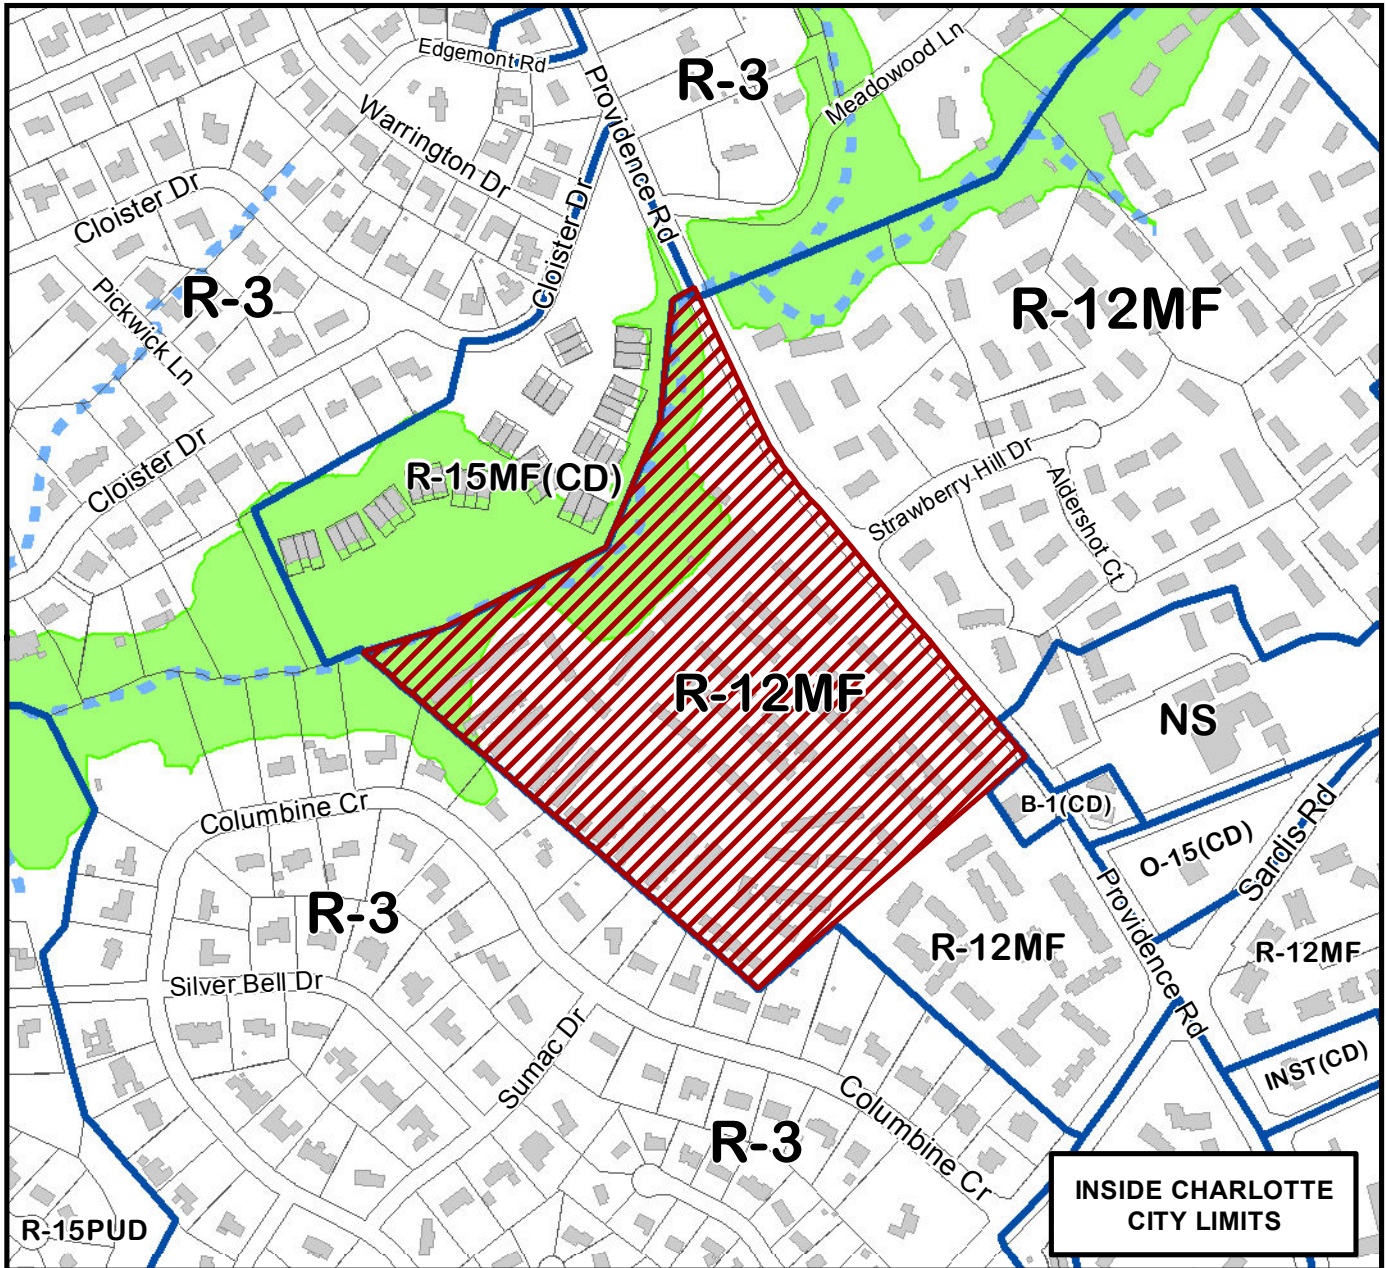 Edgemont Rd
Providence Rd
R-3
Meadowood Ln
Warrington Dr
Cloister Dr
Cloister Dr
R-3
Pickwick Ln
R-12MF
Cloister Dr
R-15MF(CD)
Strawberry Hill Dr
Aldershot Ct
R-12MF
NS
B-1(CD)
Columbine Cr
O-15(CD)
Sardis Rd
R-3
Providence Rd
R-12MF
R-12MF
Silver Bell Dr
Sumac Dr
INST(CD)
Columbine Cr
R-3
R-15PUD
INSIDE CHARLOTTE
CITY LIMITS